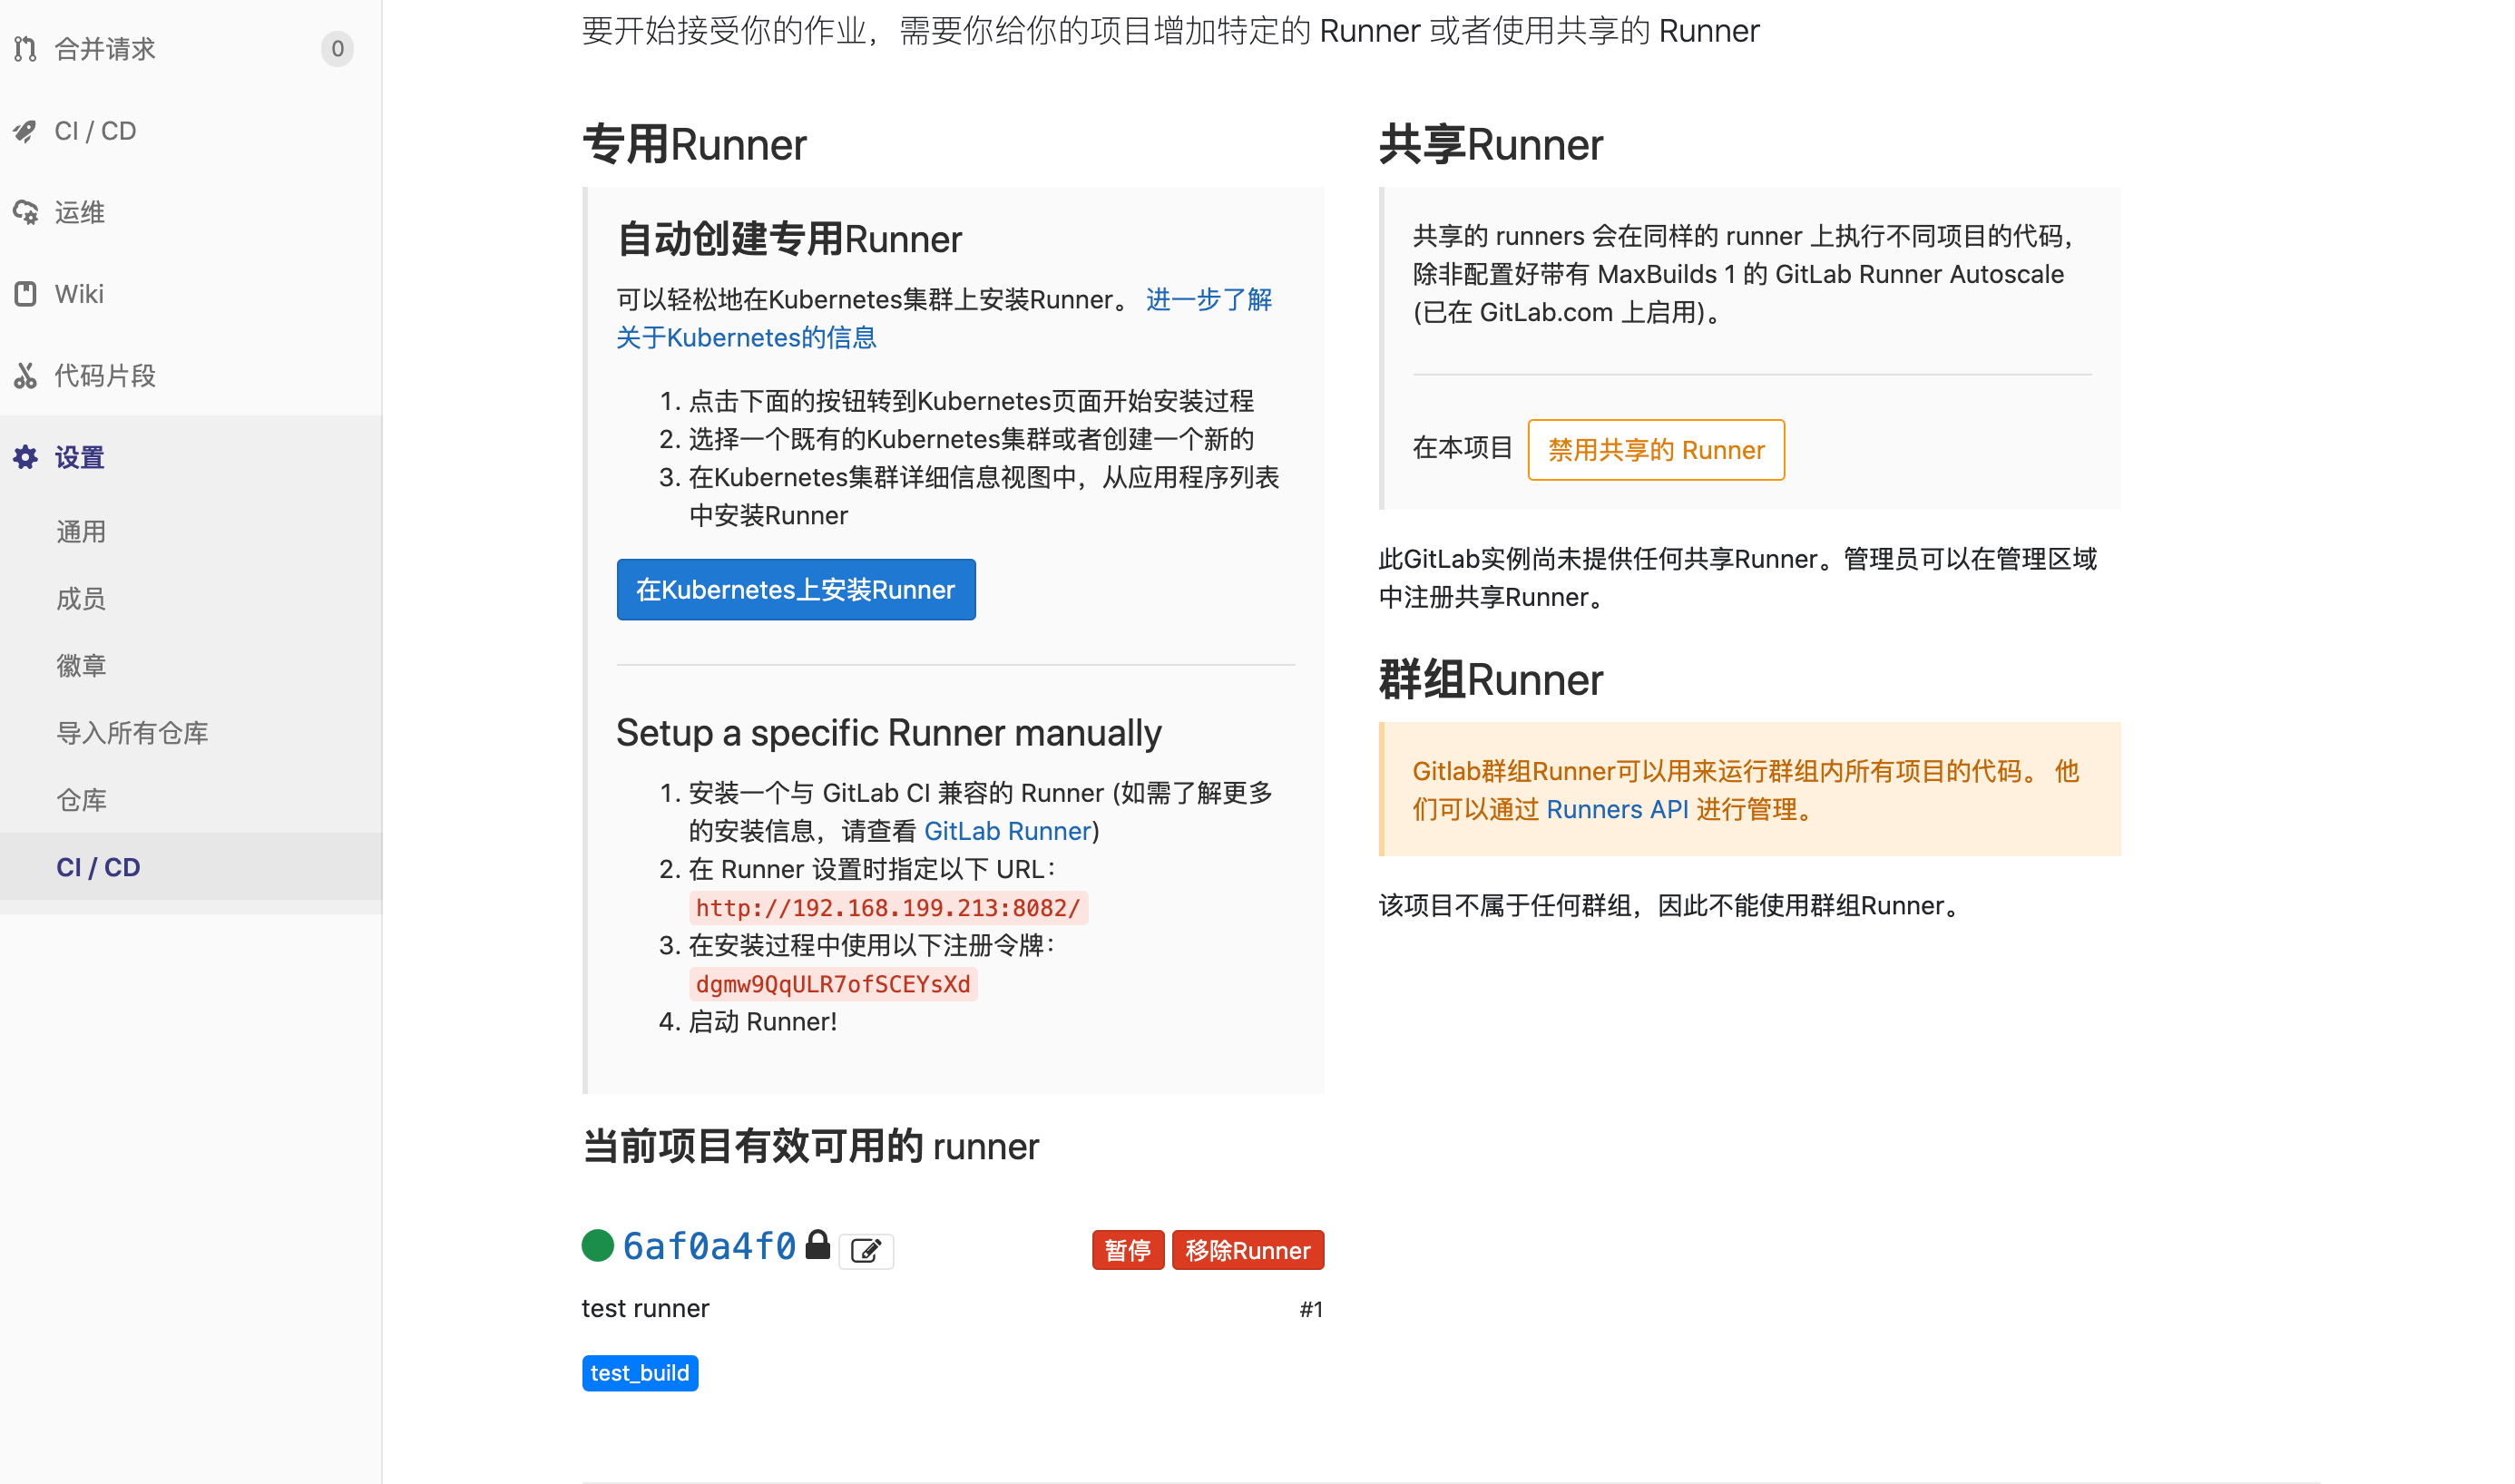 合并请求
0
CI / CD
运维
Wiki
代码片段
设置
通用
成员
徽章
导入所有仓库
仓库
CI / CD
要开始接受你的作业，需要你给你的项目增加特定的 Runner 或者使用共享的 Runner
专用Runner
自动创建专用Runner
可以轻松地在Kubernetes集群上安装Runner。 进一步了解
关于Kubernetes的信息
1. 点击下面的按钮转到Kubernetes页面开始安装过程
2. 选择一个既有的Kubernetes集群或者创建一个新的
3. 在Kubernetes集群详细信息视图中，从应用程序列表
中安装Runner
在Kubernetes上安装Runner
Setup a specific Runner manually
1. 安装一个与 GitLab CI 兼容的 Runner (如需了解更多
的安装信息，请查看 GitLab Runner)
2. 在 Runner 设置时指定以下 URL：
http://192.168.199.213:8082/
3. 在安装过程中使用以下注册令牌：
dgmw9QqULR7ofSCEYsXd
4. 启动 Runner!
当前项目有效可用的 runner
6af0a4f0
暂停
移除Runner
test runner
#1
test_build
共享Runner
共享的 runners 会在同样的 runner 上执行不同项目的代码，
除非配置好带有 MaxBuilds 1 的 GitLab Runner Autoscale
(已在 GitLab.com 上启用)。
在本项目 禁用共享的 Runner
此GitLab实例尚未提供任何共享Runner。管理员可以在管理区域
中注册共享Runner。
群组Runner
Gitlab群组Runner可以用来运行群组内所有项目的代码。 他
们可以通过 Runners API 进行管理。
该项目不属于任何群组，因此不能使用群组Runner。